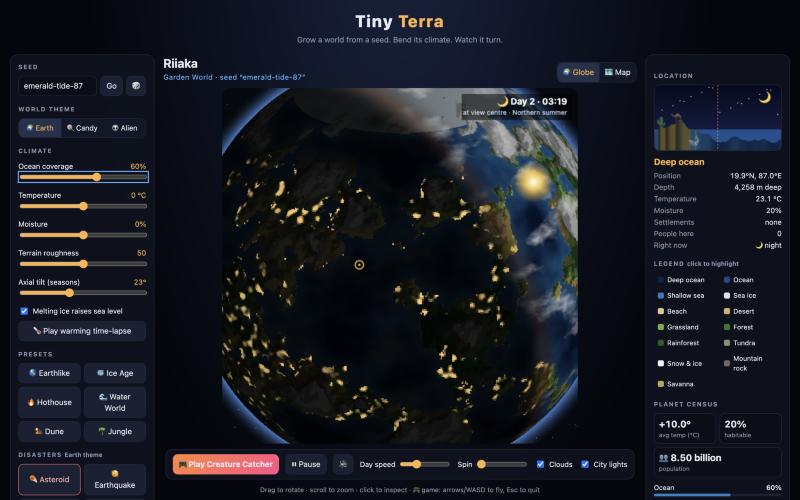 Tiny Terra
Grow a world from a seed. Bend its climate. Watch it turn.
SEED
emerald-tide-87
Go
WORLD THEME
Earth
Candy
Alien
CLIMATE
Ocean coverage 60%
Temperature 0 °C
Moisture 0%
Terrain roughness 50
Axial tilt (seasons) 23°
Melting ice raises sea level
Play warming time-lapse
PRESETS
Earthlike
Ice Age
Hothouse
Water World
Dune
Jungle
DISASTERS Earth theme
Asteroid
Earthquake
Riiaka
Garden World · seed "emerald-tide-87"
Globe
Map
Day 2 · 03:19
at view centre · Northern summer
Play Creature Catcher
Pause
Day speed
Spin
Clouds
City lights
Drag to rotate · scroll to zoom · click to inspect · game: arrows/WASD to fly, Esc to quit
LOCATION
Deep ocean
Position 19.9°N, 87.0°E
Depth 4,258 m deep
Temperature 23.1 °C
Moisture 20%
Settlements none
People here 0
Right now night
LEGEND click to highlight
Deep ocean
Ocean
Shallow sea
Sea ice
Beach
Desert
Grassland
Forest
Rainforest
Tundra
Snow & ice
Mountain rock
Savanna
PLANET CENSUS
+10.0°
avg temp (°C)
20%
habitable
8.50 billion
population
Ocean 60%